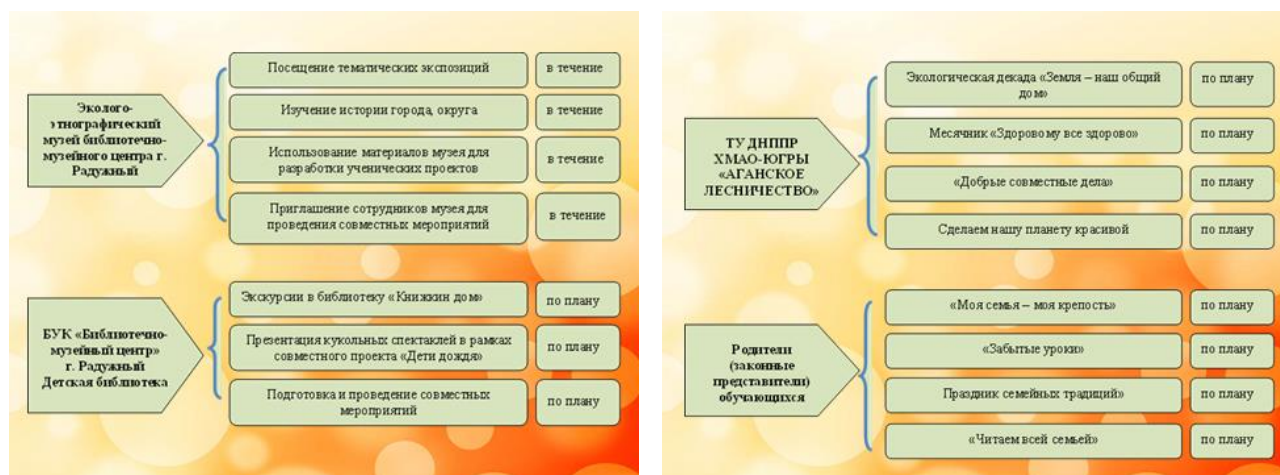 Эколого-
этнографический
музей библиотечно-
музейного центра г.
Радужный
Посещение тематических экспозиций
в течение
Изучение истории города, округа
в течение
Использование материалов музея для
разработки ученических проектов
в течение
Приглашение сотрудников музея для
проведения совместных мероприятий
в течение
БУК «Библиотечно-
музейный центр»
г. Радужный
Детская библиотека
Экскурсии в библиотеку «Книжкин дом»
по плану
Презентация кукольных спектаклей в рамках
совместного проекта «Дети дождя»
по плану
Подготовка и проведение совместных
мероприятий
по плану
ТУ ДНППР
ХМАО-ЮГРЫ
«АГАНСКОЕ
ЛЕСНИЧЕСТВО»
Экологическая декада «Земля – наш общий
дом»
по плану
Месячник «Здоровому все здорово»
по плану
«Добрые совместные дела»
по плану
Сделаем нашу планету красивой
по плану
Родители
(законные
представители)
обучающихся
«Моя семья – моя крепость»
по плану
«Забытые уроки»
по плану
Праздник семейных традиций»
по плану
«Читаем всей семьей»
по плану